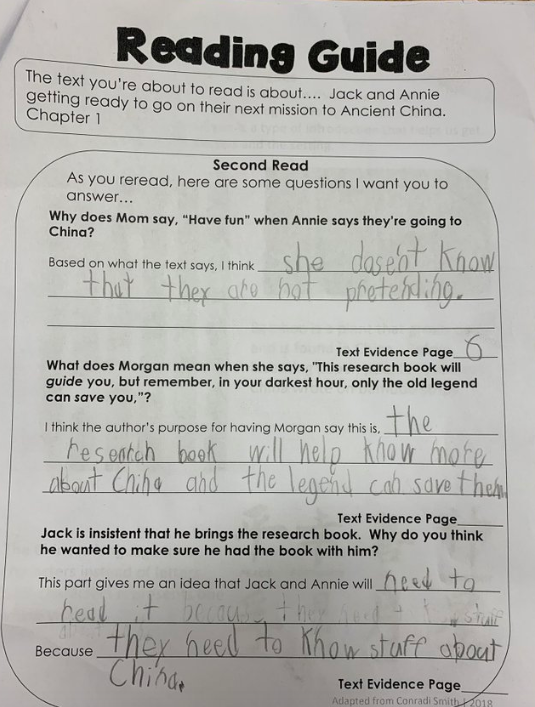 Reading Guide
The text you're about to read is about.... Jack and Annie
getting ready to go on their next mission to Ancient China.
Chapter 1
Second Read
As you reread, here are some questions I want you to
answer...
Why does Mom say, "Have fun" when Annie says they're going to
China?
Based on what the text says, I think she dose'nt know
that they are not pretending.
Text Evidence Page 6
What does Morgan mean when she says, "This research book will
guide you, but remember, in your darkest hour, only the old legend
can save you,"?
I think the author's purpose for having Morgan say this is, the
research book will help know more
about China and the legend can save them
Text Evidence Page
Jack is insistent that he brings the research book. Why do you think
he wanted to make sure he had the book with him?
This part gives me an idea that Jack and Annie will need to
read it because they need stuff
Because they need to know stuff about
China.
Text Evidence Page
Adapted from Conradi Smith 2018